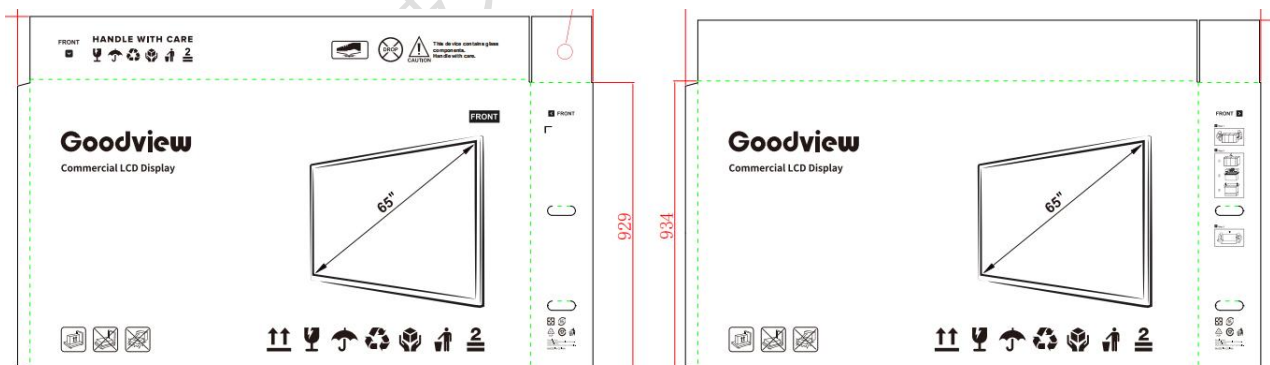 FRONT
HANDLE WITH CARE
2
DROP
CAUTION
This device contains glass
components.
Handle with care.
FRONT
Goodview
Commercial LCD Display
65"
2
FRONT
929
934
Goodview
Commercial LCD Display
65"
2
FRONT